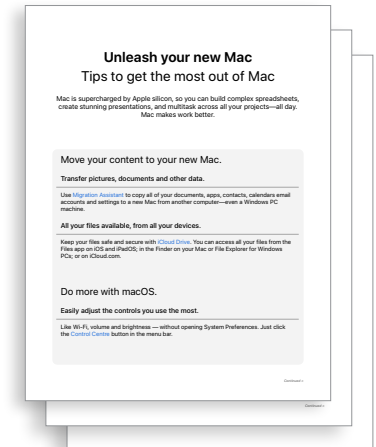 Unleash your new Mac
Tips to get the most out of Mac
Mac is supercharged by Apple silicon, so you can build complex spreadsheets,
create stunning presentations, and multitask across all your projects—all day.
Mac makes work better.
Move your content to your new Mac.
Transfer pictures, documents and other data.
Use Migration Assistant to copy all of your documents, apps, contacts, calendars email
accounts and settings to a new Mac from another computer—even a Windows PC
machine.
All your files available, from all your devices.
Keep your files safe and secure with iCloud Drive. You can access all your files from the
Files app on iOS and iPadOS; in the Finder on your Mac or File Explorer for Windows
PCs; or on iCloud.com.
Do more with macOS.
Easily adjust the controls you use the most.
Like Wi-Fi, volume and brightness — without opening System Preferences. Just click
the Control Centre button in the menu bar.